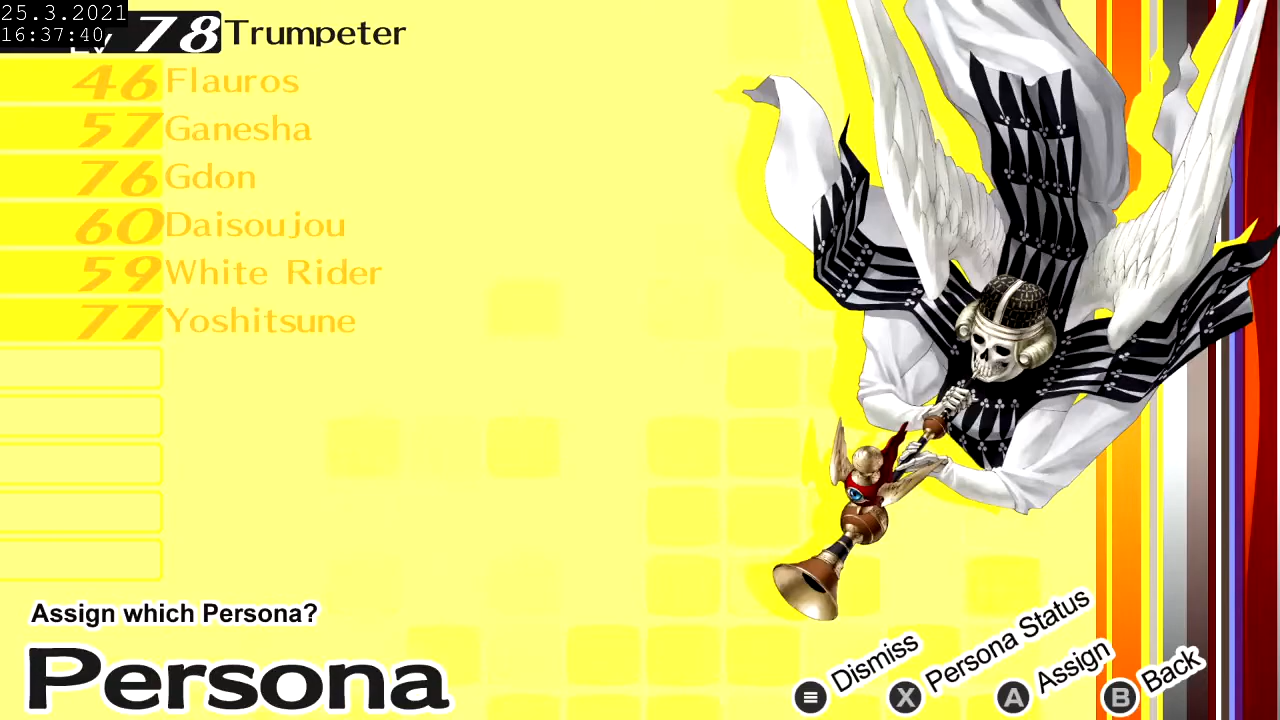 25.3.2021
16:37:40
Lv 78 Trumpeter
46 Flauros
57 Ganesha
76 Gdon
60 Daisoujou
59 White Rider
77 Yoshitsune
Assign which Persona?
Persona
Dismiss
X Persona Status
A Assign
B Back